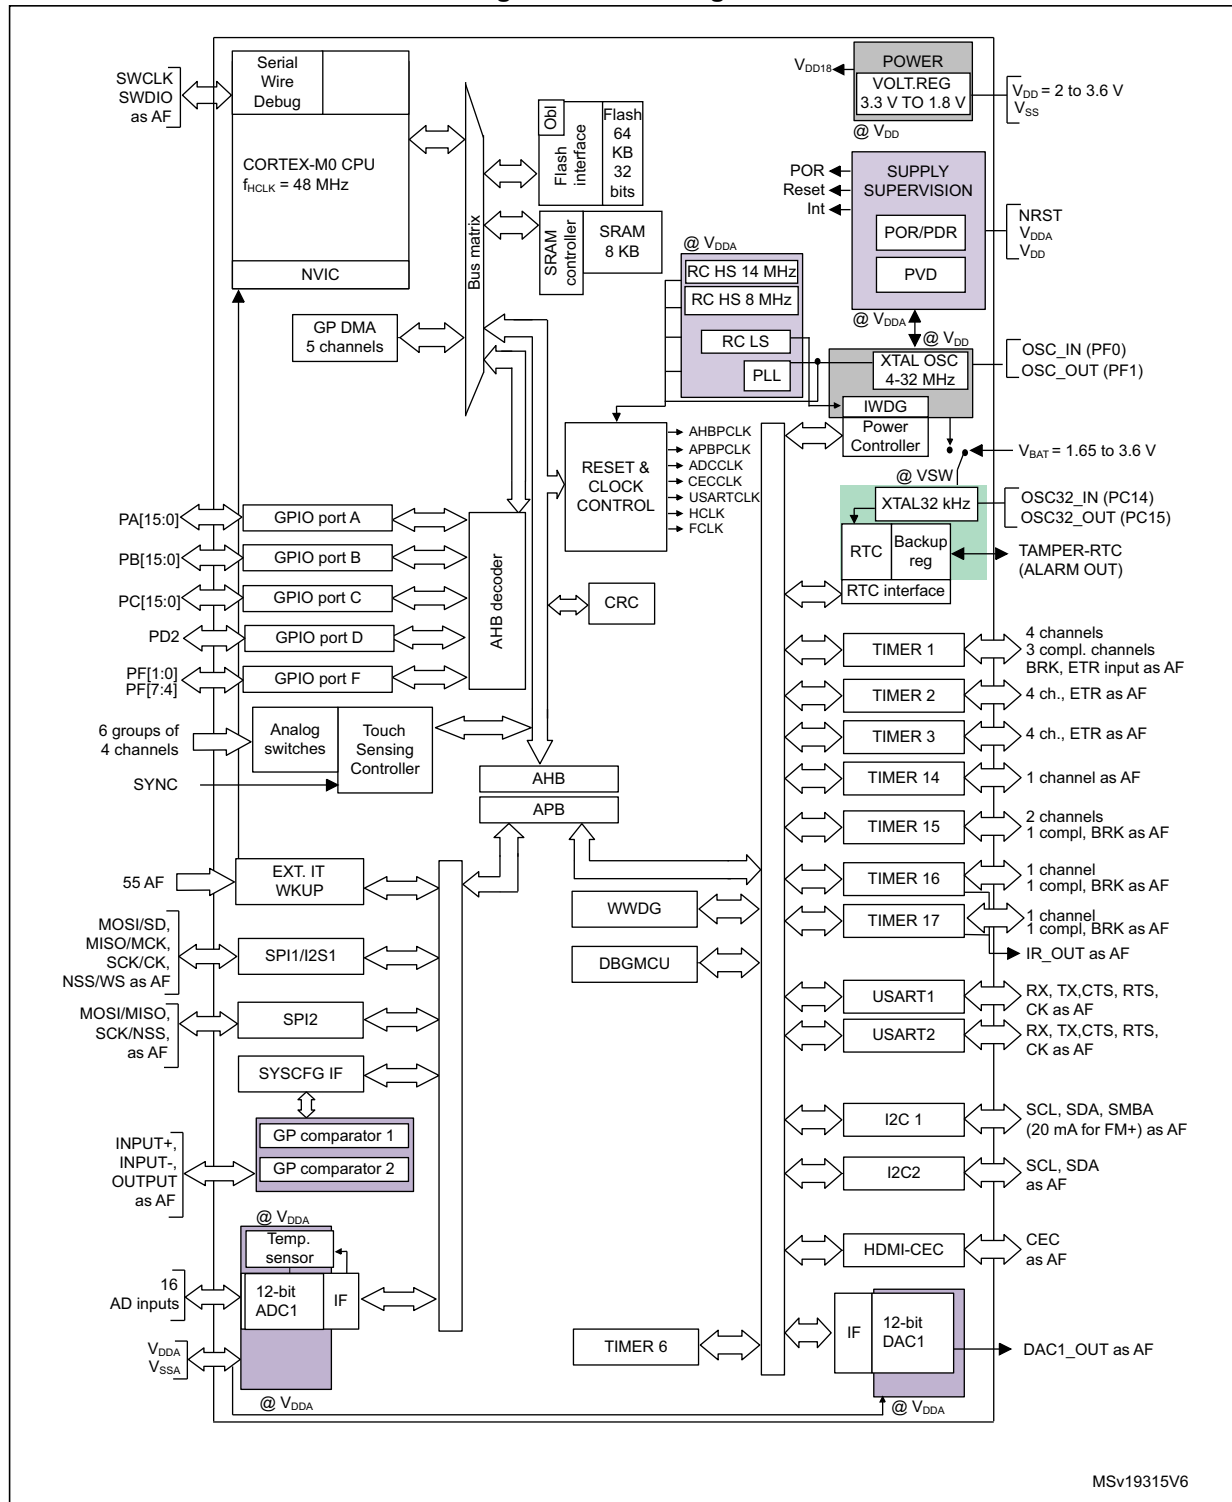 SWCLK
SWDIO
as AF
Serial
Wire
Debug
CORTEX-M0 CPU
fHCLK = 48 MHz
NVIC
Bus matrix
Obl
Flash
interface
Flash
64
KB
32
bits
SRAM
controller
SRAM
8 KB
GP DMA
5 channels
POWER
VDD18
VOLT.REG
3.3 V TO 1.8 V
VDD = 2 to 3.6 V
VSS
@ VDD
POR
Reset
Int
SUPPLY
SUPERVISION
POR/PDR
PVD
NRST
VDDA
VDD
@ VDDA
RC HS 14 MHz
RC HS 8 MHz
RC LS
PLL
@ VDDA
@ VDD
XTAL OSC
4-32 MHz
OSC_IN (PF0)
OSC_OUT (PF1)
IWDG
Power
Controller
VBAT = 1.65 to 3.6 V
@ VSW
XTAL32 kHz
OSC32_IN (PC14)
OSC32_OUT (PC15)
RTC
Backup
reg
RTC interface
TAMPER-RTC
(ALARM OUT)
RESET &
CLOCK
CONTROL
AHBPCLK
APBPCLK
ADCCLK
CECCLK
USARTCLK
HCLK
FCLK
PA[15:0]
GPIO port A
PB[15:0]
GPIO port B
PC[15:0]
GPIO port C
PD2
GPIO port D
PF[1:0]
PF[7:4]
GPIO port F
AHB decoder
CRC
6 groups of
4 channels
Analog
switches
Touch
Sensing
Controller
SYNC
AHB
APB
TIMER 1
4 channels
3 compl. channels
BRK, ETR input as AF
TIMER 2
4 ch., ETR as AF
TIMER 3
4 ch., ETR as AF
TIMER 14
1 channel as AF
TIMER 15
2 channels
1 compl, BRK as AF
TIMER 16
1 channel
1 compl, BRK as AF
TIMER 17
1 channel
1 compl, BRK as AF
IR_OUT as AF
55 AF
EXT. IT
WKUP
WWDG
DBGMCU
MOSI/SD,
MISO/MCK,
SCK/CK,
NSS/WS as AF
SPI1/I2S1
USART1
RX, TX,CTS, RTS,
CK as AF
MOSI/MISO,
SCK/NSS,
as AF
SPI2
USART2
RX, TX,CTS, RTS,
CK as AF
SYSCFG IF
INPUT+,
INPUT-,
OUTPUT
as AF
GP comparator 1
GP comparator 2
I2C 1
SCL, SDA, SMBA
(20 mA for FM+) as AF
I2C2
SCL, SDA
as AF
@ VDDA
Temp.
sensor
HDMI-CEC
CEC
as AF
16
AD inputs
12-bit
ADC1
IF
VDDA
VSSA
@ VDDA
TIMER 6
IF
12-bit
DAC1
DAC1_OUT as AF
@ VDDA
MSv19315V6